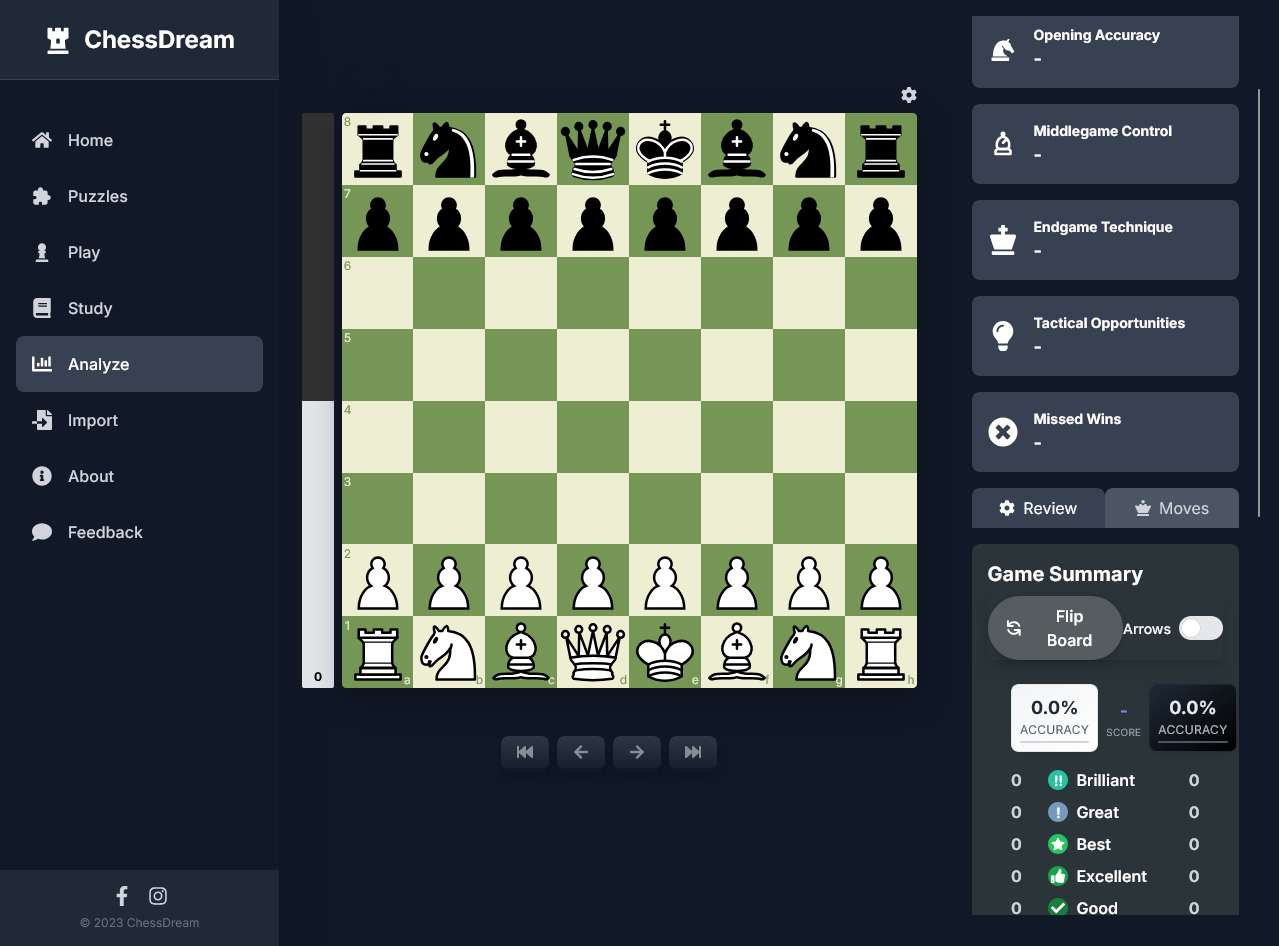 ChessDream
Home
Puzzles
Play
Study
Analyze
Import
About
Feedback
© 2023 ChessDream
8
7
6
5
4
3
2
1
a b c d e f g h
0
Opening Accuracy
-
Middlegame Control
-
Endgame Technique
-
Tactical Opportunities
-
Missed Wins
-
Review Moves
Game Summary
Flip
Board
Arrows
0.0% - 0.0%
ACCURACY SCORE ACCURACY
0 !! Brilliant 0
0 ! Great 0
0 Best 0
0 Excellent 0
0 Good 0